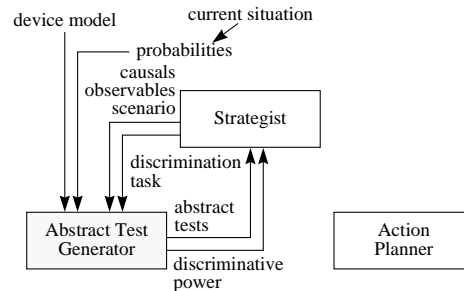 current situation
device model
probabilities
causals
observables
scenario
Strategist
discrimination
task
abstract
tests
Abstract Test
Generator
Action
Planner
discriminative
power